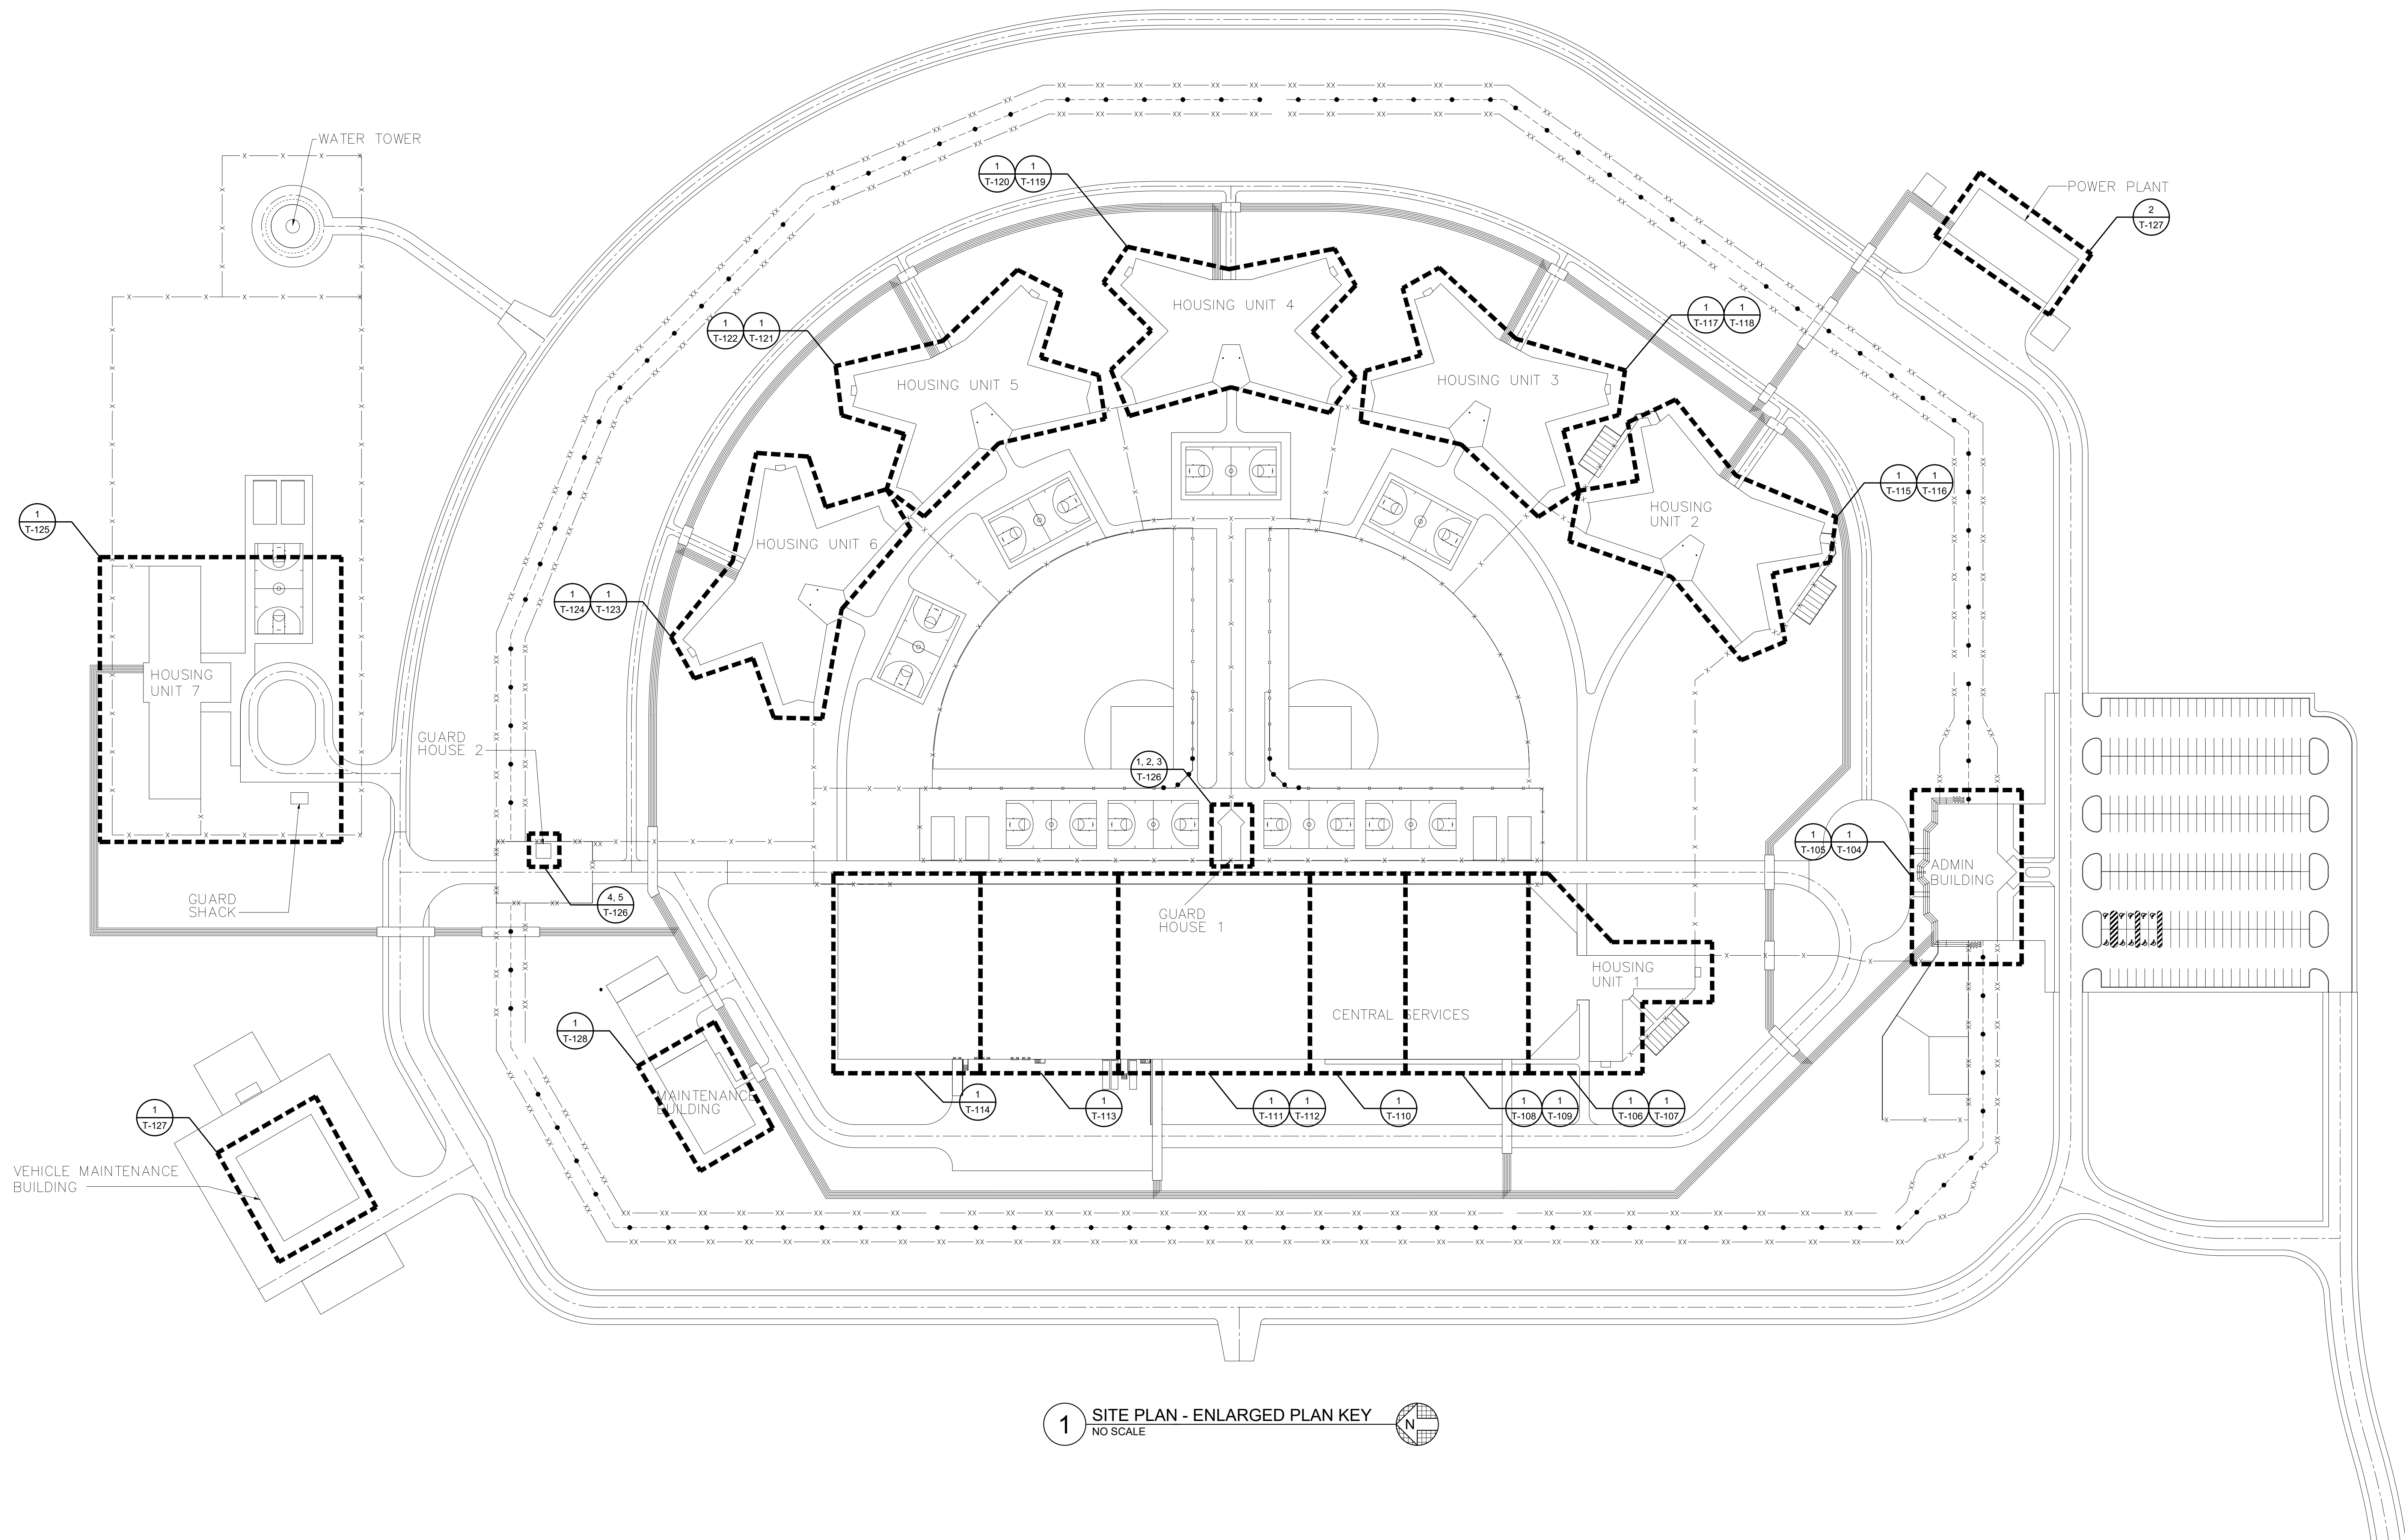 WATER TOWER
1
T-120
1
T-119
POWER PLANT
2
T-127
HOUSING UNIT 4
1
T-122
1
T-121
1
T-117
1
T-118
HOUSING UNIT 5
HOUSING UNIT 3
1
T-115
1
T-116
HOUSING
UNIT 2
1
T-125
HOUSING UNIT 6
1
T-124
1
T-123
HOUSING
UNIT 7
GUARD
HOUSE 2
1, 2, 3
T-126
1
T-105
1
T-104
ADMIN
BUILDING
GUARD
SHACK
4, 5
T-126
GUARD
HOUSE 1
HOUSING
UNIT 1
CENTRAL SERVICES
1
T-128
MAINTENANCE
BUILDING
1
T-114
1
T-113
1
T-111
1
T-112
1
T-110
1
T-108
1
T-109
1
T-106
1
T-107
1
T-127
VEHICLE MAINTENANCE
BUILDING
1
SITE PLAN - ENLARGED PLAN KEY
NO SCALE
N